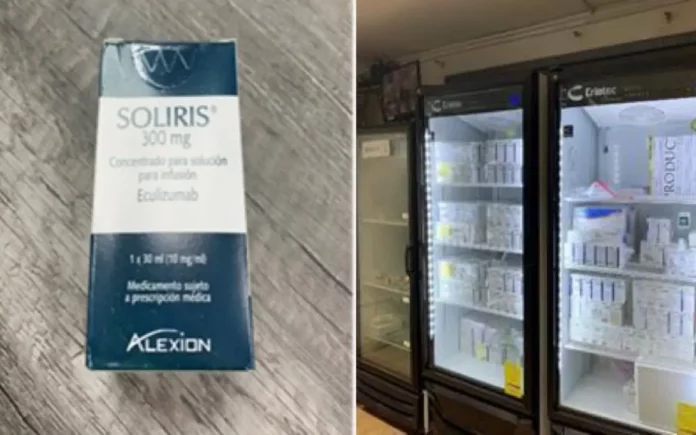 SOLIRIS®
300 mg
Concentrado para solución
para infusión
Eculizumab
1 x 30 ml (10 mg/ml)
Medicamento sujeto
a prescripción médica
ALEXION
Criotec
Criotec
PRODUC